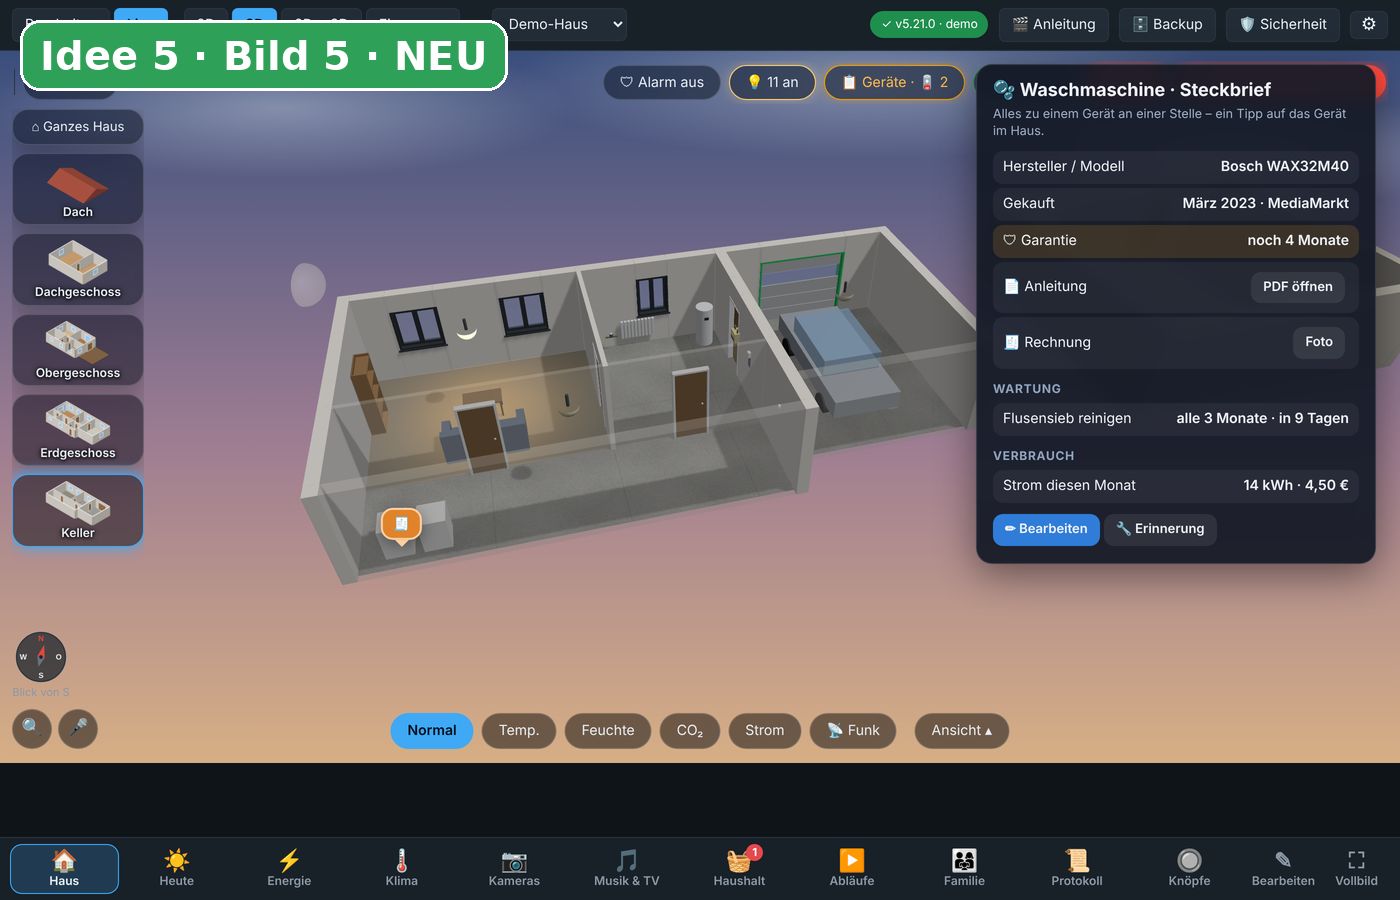 Idee 5 · Bild 5 · NEU
Demo-Haus
✓ v5.21.0 · demo
🎬 Anleitung
🗄️ Backup
🛡️ Sicherheit
⚙
🛡 Alarm aus
💡 11 an
📋 Geräte · 🪫 2
⌂ Ganzes Haus
Dach
Dachgeschoss
Obergeschoss
Erdgeschoss
Keller
🫧 Waschmaschine · Steckbrief
Alles zu einem Gerät an einer Stelle – ein Tipp auf das Gerät
im Haus.
Hersteller / Modell Bosch WAX32M40
Gekauft März 2023 · MediaMarkt
🛡 Garantie noch 4 Monate
📄 Anleitung PDF öffnen
🧾 Rechnung Foto
WARTUNG
Flusensieb reinigen alle 3 Monate · in 9 Tagen
VERBRAUCH
Strom diesen Monat 14 kWh · 4,50 €
✏ Bearbeiten 🔧 Erinnerung
N
W O
S
Blick von S
Normal
Temp.
Feuchte
CO₂
Strom
📡 Funk
Ansicht ▴
Haus
Heute
Energie
Klima
Kameras
Musik & TV
1
Haushalt
Abläufe
Familie
Protokoll
Knöpfe
Bearbeiten
Vollbild